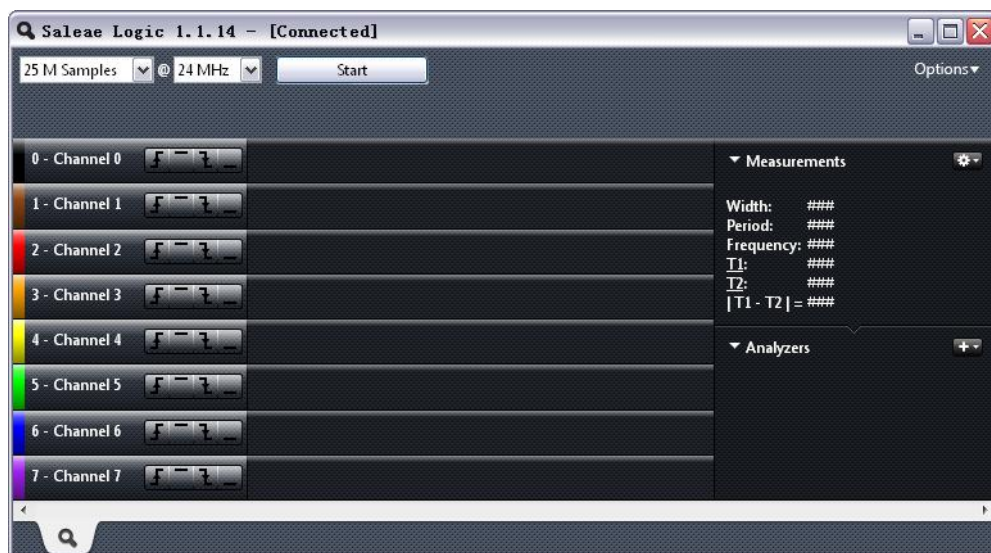 Saleae Logic 1.1.14 - [Connected]
25 M Samples @ 24 MHz Start Options
0 - Channel 0
1 - Channel 1
2 - Channel 2
3 - Channel 3
4 - Channel 4
5 - Channel 5
6 - Channel 6
7 - Channel 7
Measurements
Width: ###
Period: ###
Frequency: ###
T1: ###
T2: ###
| T1 - T2 | = ###
Analyzers